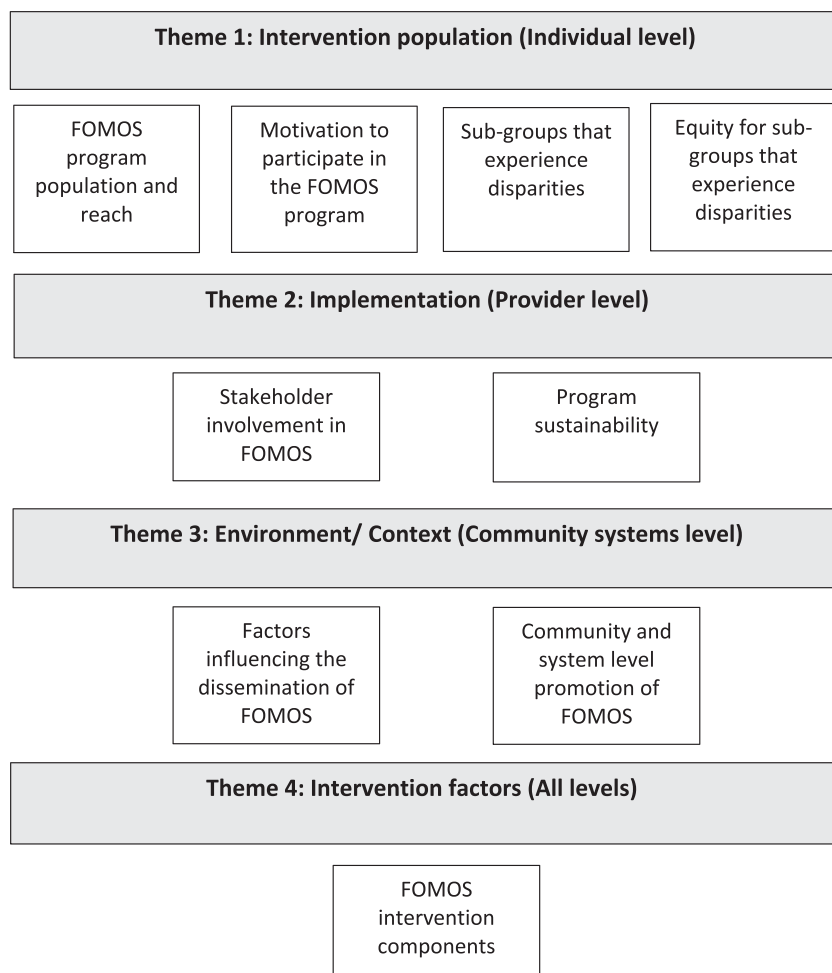 Theme 1: Intervention population (Individual level)
FOMOS
program
population and
reach
Motivation to
participate in
the FOMOS
program
Sub-groups that
experience
disparities
Equity for sub-
groups that
experience
disparities
Theme 2: Implementation (Provider level)
Stakeholder
involvement in
FOMOS
Program
sustainability
Theme 3: Environment/ Context (Community systems level)
Factors
influencing the
dissemination of
FOMOS
Community and
system level
promotion of
FOMOS
Theme 4: Intervention factors (All levels)
FOMOS
intervention
components